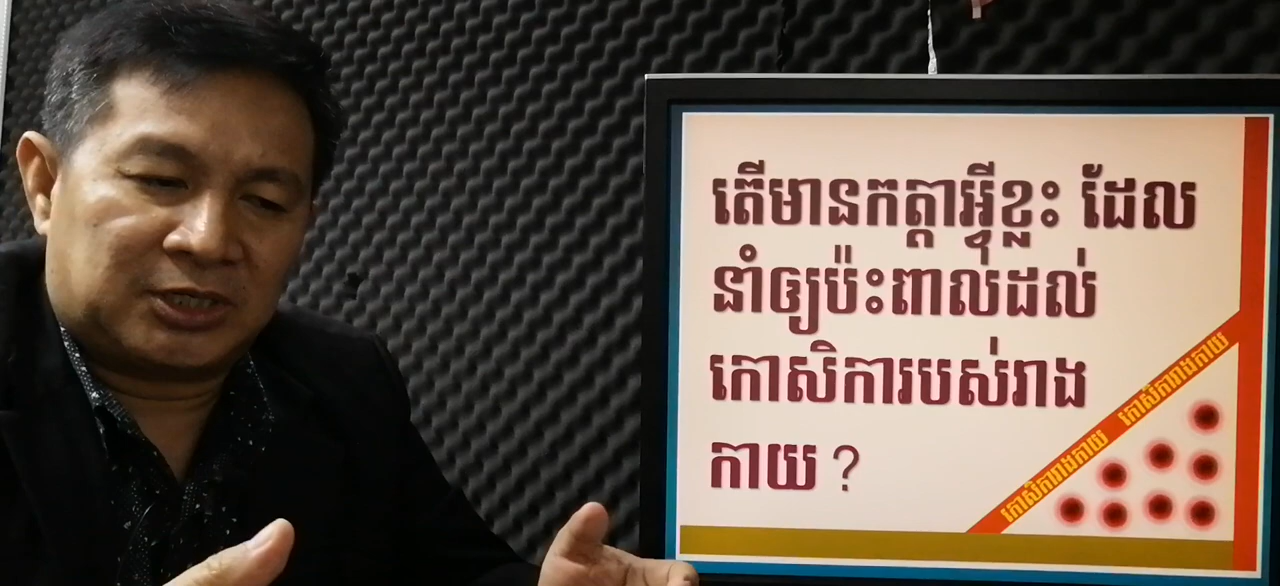 តើមានកត្តាអ្វីខ្លះ ដែល
នាំឲ្យប៉ះពាល់ដល់
កោសិការបស់រាង
កាយ ?
កោសិការាងកាយ កោសិការាងកាយ